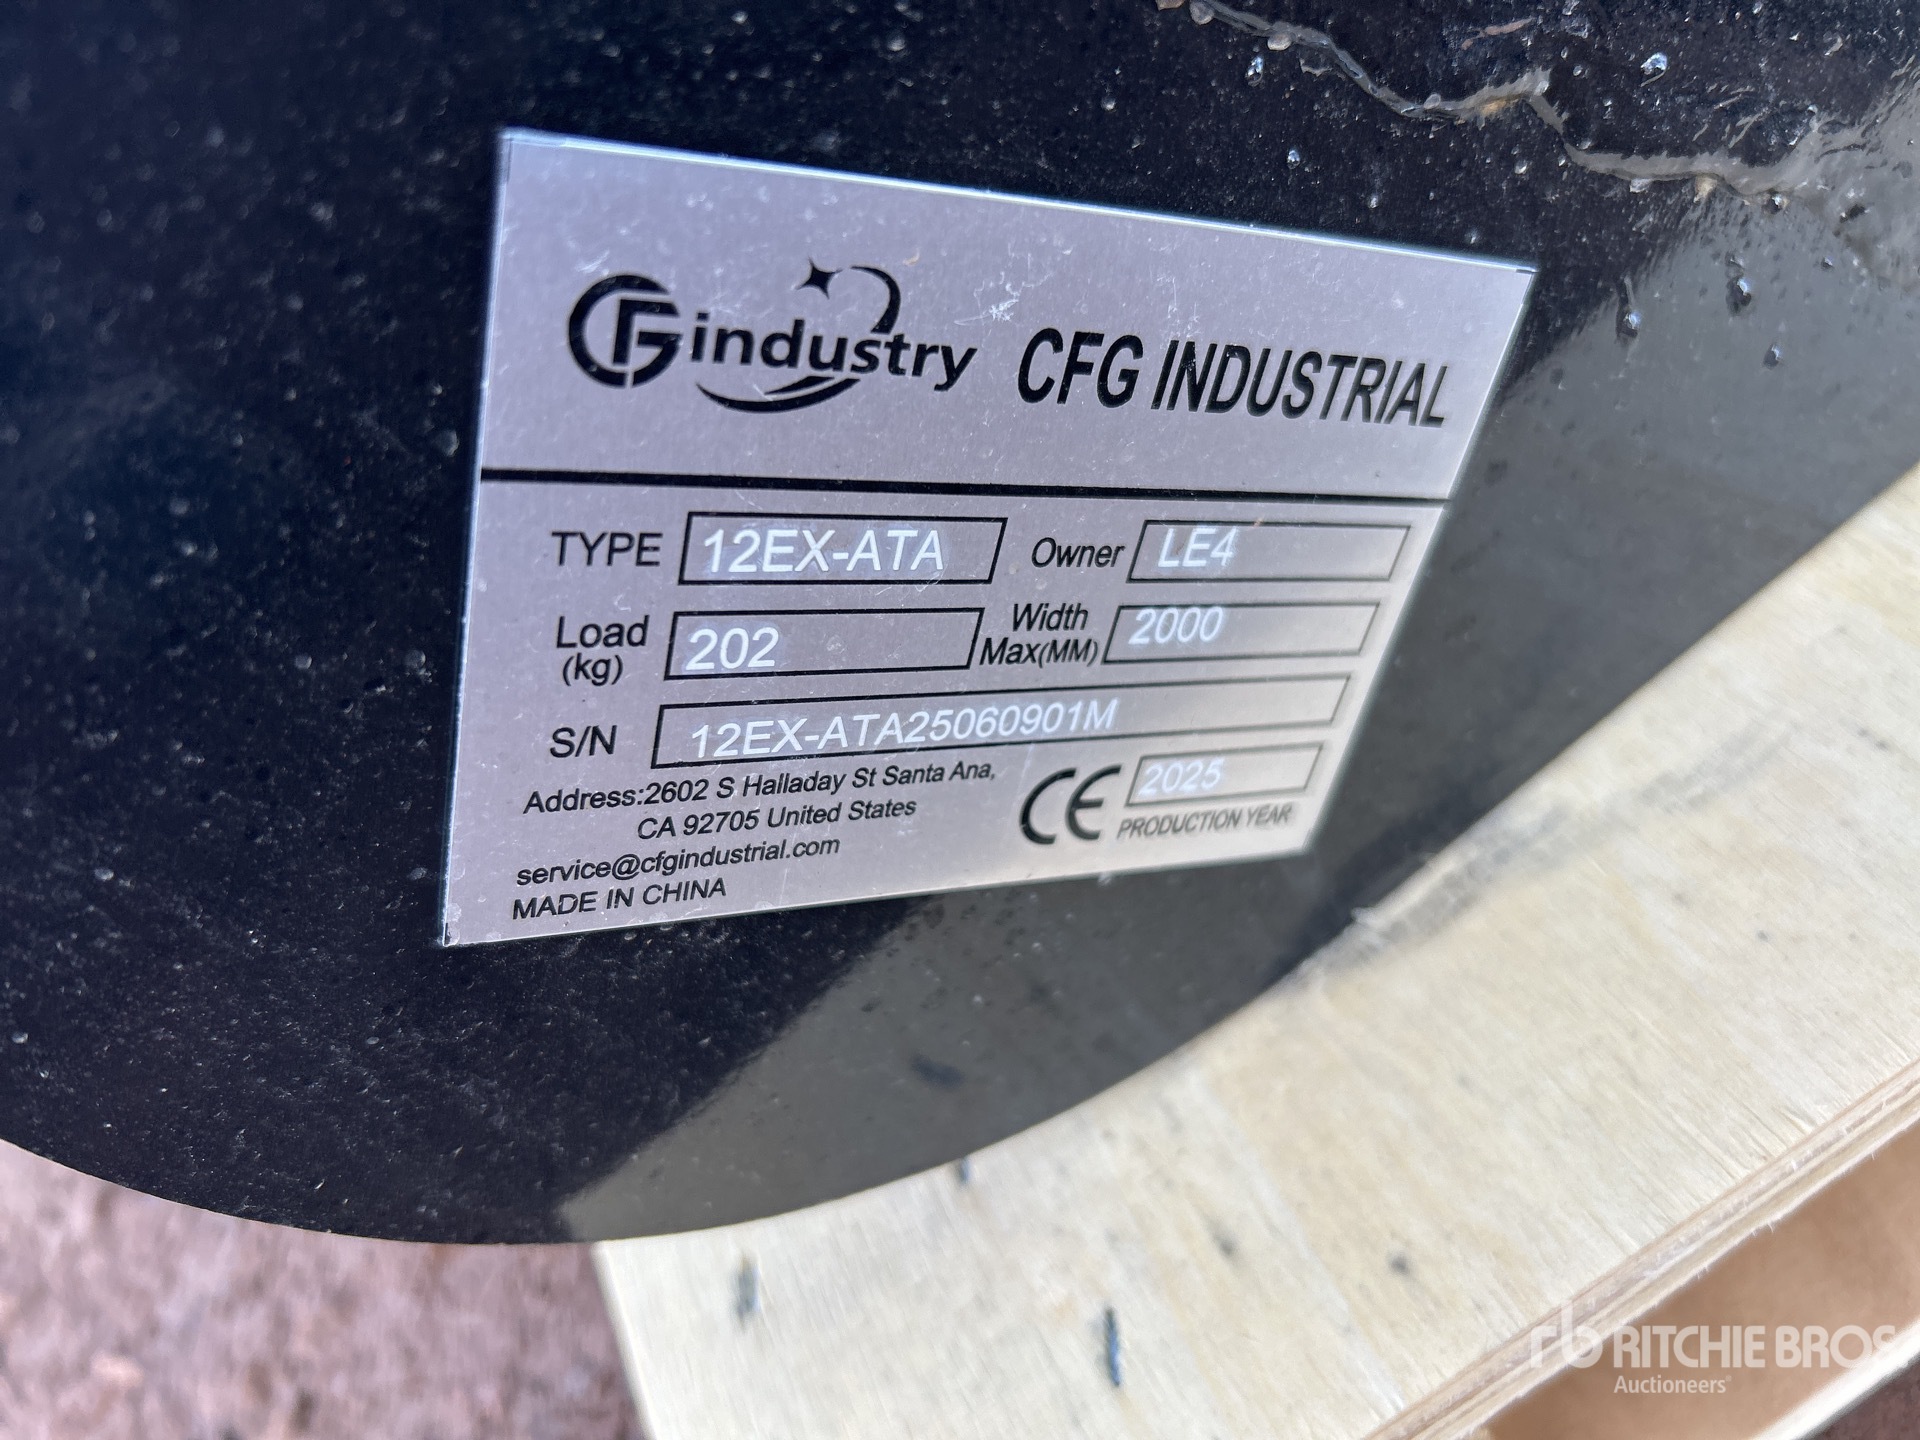 CFG industry CFG INDUSTRIAL
TYPE 12EX-ATA Owner LE4
Load (kg) 202 Width Max(MM) 2000
S/N 12EX-ATA25060901M
Address:2602 S Halladay St Santa Ana,
CA 92705 United States
CE 2025
PRODUCTION YEAR
service@cfgindustrial.com
MADE IN CHINA
rb RITCHIE BROS
Auctioneers